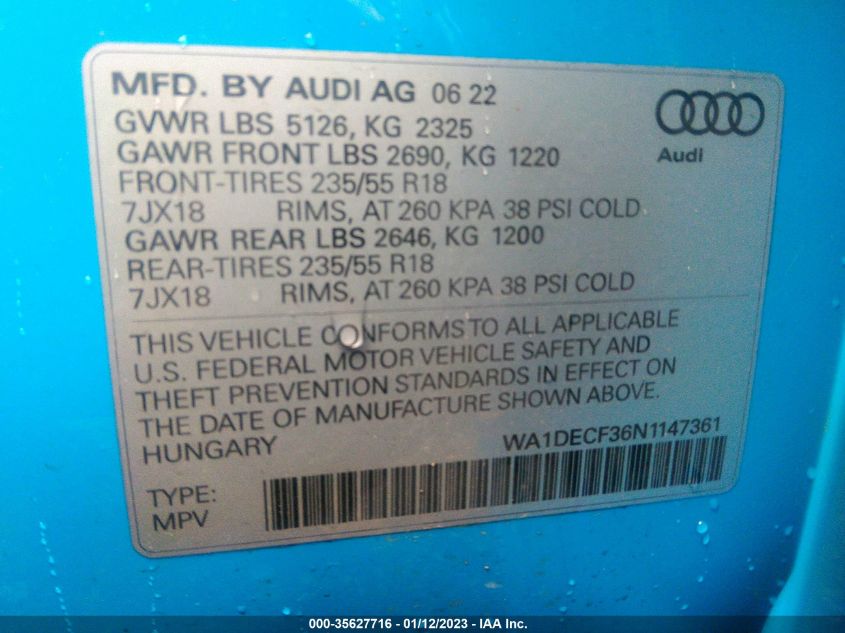 MFD. BY AUDI AG 06 22
GVWR LBS 5126, KG 2325
GAWR FRONT LBS 2690, KG 1220
FRONT-TIRES 235/55 R18
7JX18 RIMS, AT 260 KPA 38 PSI COLD
GAWR REAR LBS 2646, KG 1200
REAR-TIRES 235/55 R18
7JX18 RIMS, AT 260 KPA 38 PSI COLD
Audi
THIS VEHICLE CONFORMS TO ALL APPLICABLE
U.S. FEDERAL MOTOR VEHICLE SAFETY AND
THEFT PREVENTION STANDARDS IN EFFECT ON
THE DATE OF MANUFACTURE SHOWN ABOVE.
HUNGARY WA1DECF36N1147361
TYPE:
MPV
000-35627716 - 01/12/2023 - IAA Inc.